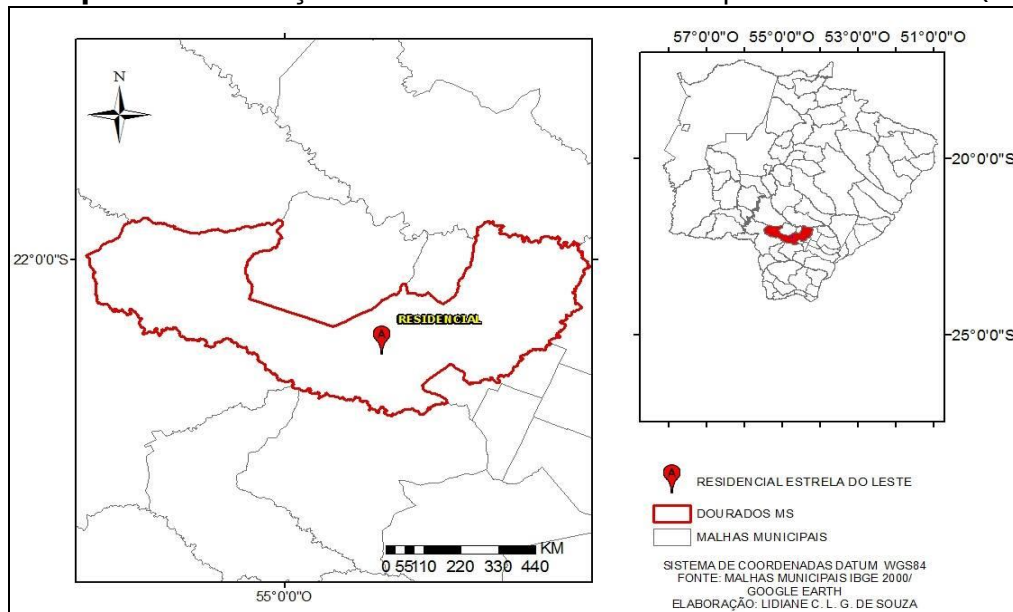 N
22°0'0"S
RESIDENCIAL
A
KM
0 55110 220 330 440
55°0'0"O
57°0'0"O 55°0'0"O 53°0'0"O 51°0'0"O
20°0'0"S
25°0'0"S
A RESIDENCIAL ESTRELA DO LESTE
DOURADOS MS
MALHAS MUNICIPAIS
SISTEMA DE COORDENADAS DATUM WGS84
FONTE: MALHAS MUNICIPAIS IBGE 2000/
GOOGLE EARTH
ELABORAÇÃO: LIDIANE C. L. G. DE SOUZA